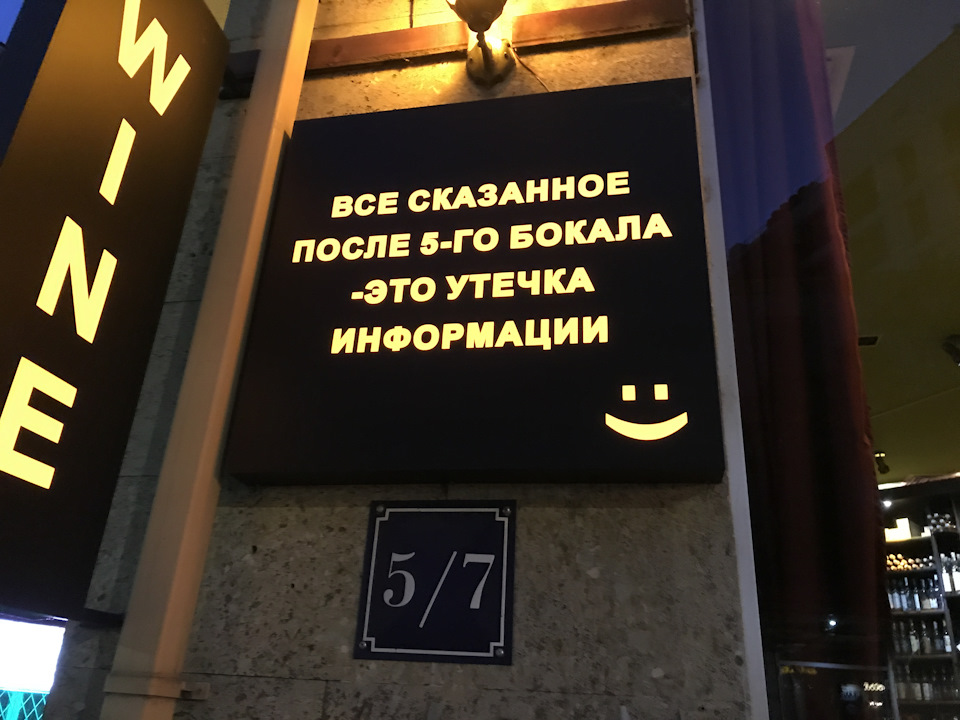 WINE
ВСЕ СКАЗАННОЕ
ПОСЛЕ 5-ГО БОКАЛА
-ЭТО УТЕЧКА
ИНФОРМАЦИИ
5/7